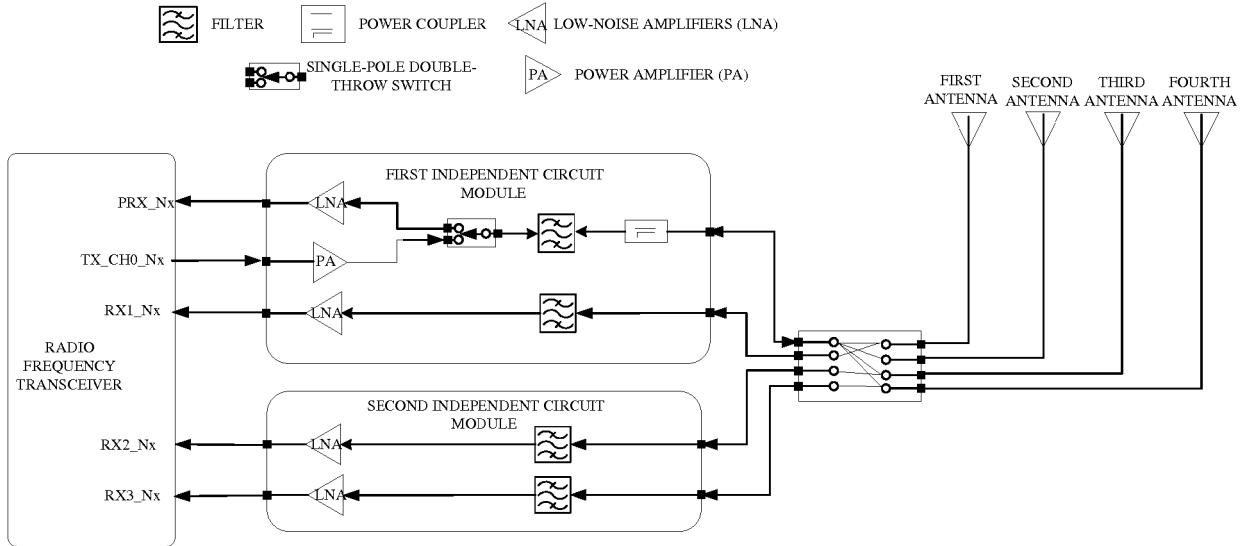 FILTER
POWER COUPLER
LNA
LOW-NOISE AMPLIFIERS (LNA)
SINGLE-POLE DOUBLE-
THROW SWITCH
PA
POWER AMPLIFIER (PA)
FIRST
ANTENNA
SECOND
ANTENNA
THIRD
ANTENNA
FOURTH
ANTENNA
FIRST INDEPENDENT CIRCUIT
MODULE
PRX_Nx
LNA
TX_CH0_Nx
PA
RX1_Nx
LNA
RADIO
FREQUENCY
TRANSCEIVER
SECOND INDEPENDENT CIRCUIT
MODULE
RX2_Nx
LNA
RX3_Nx
LNA